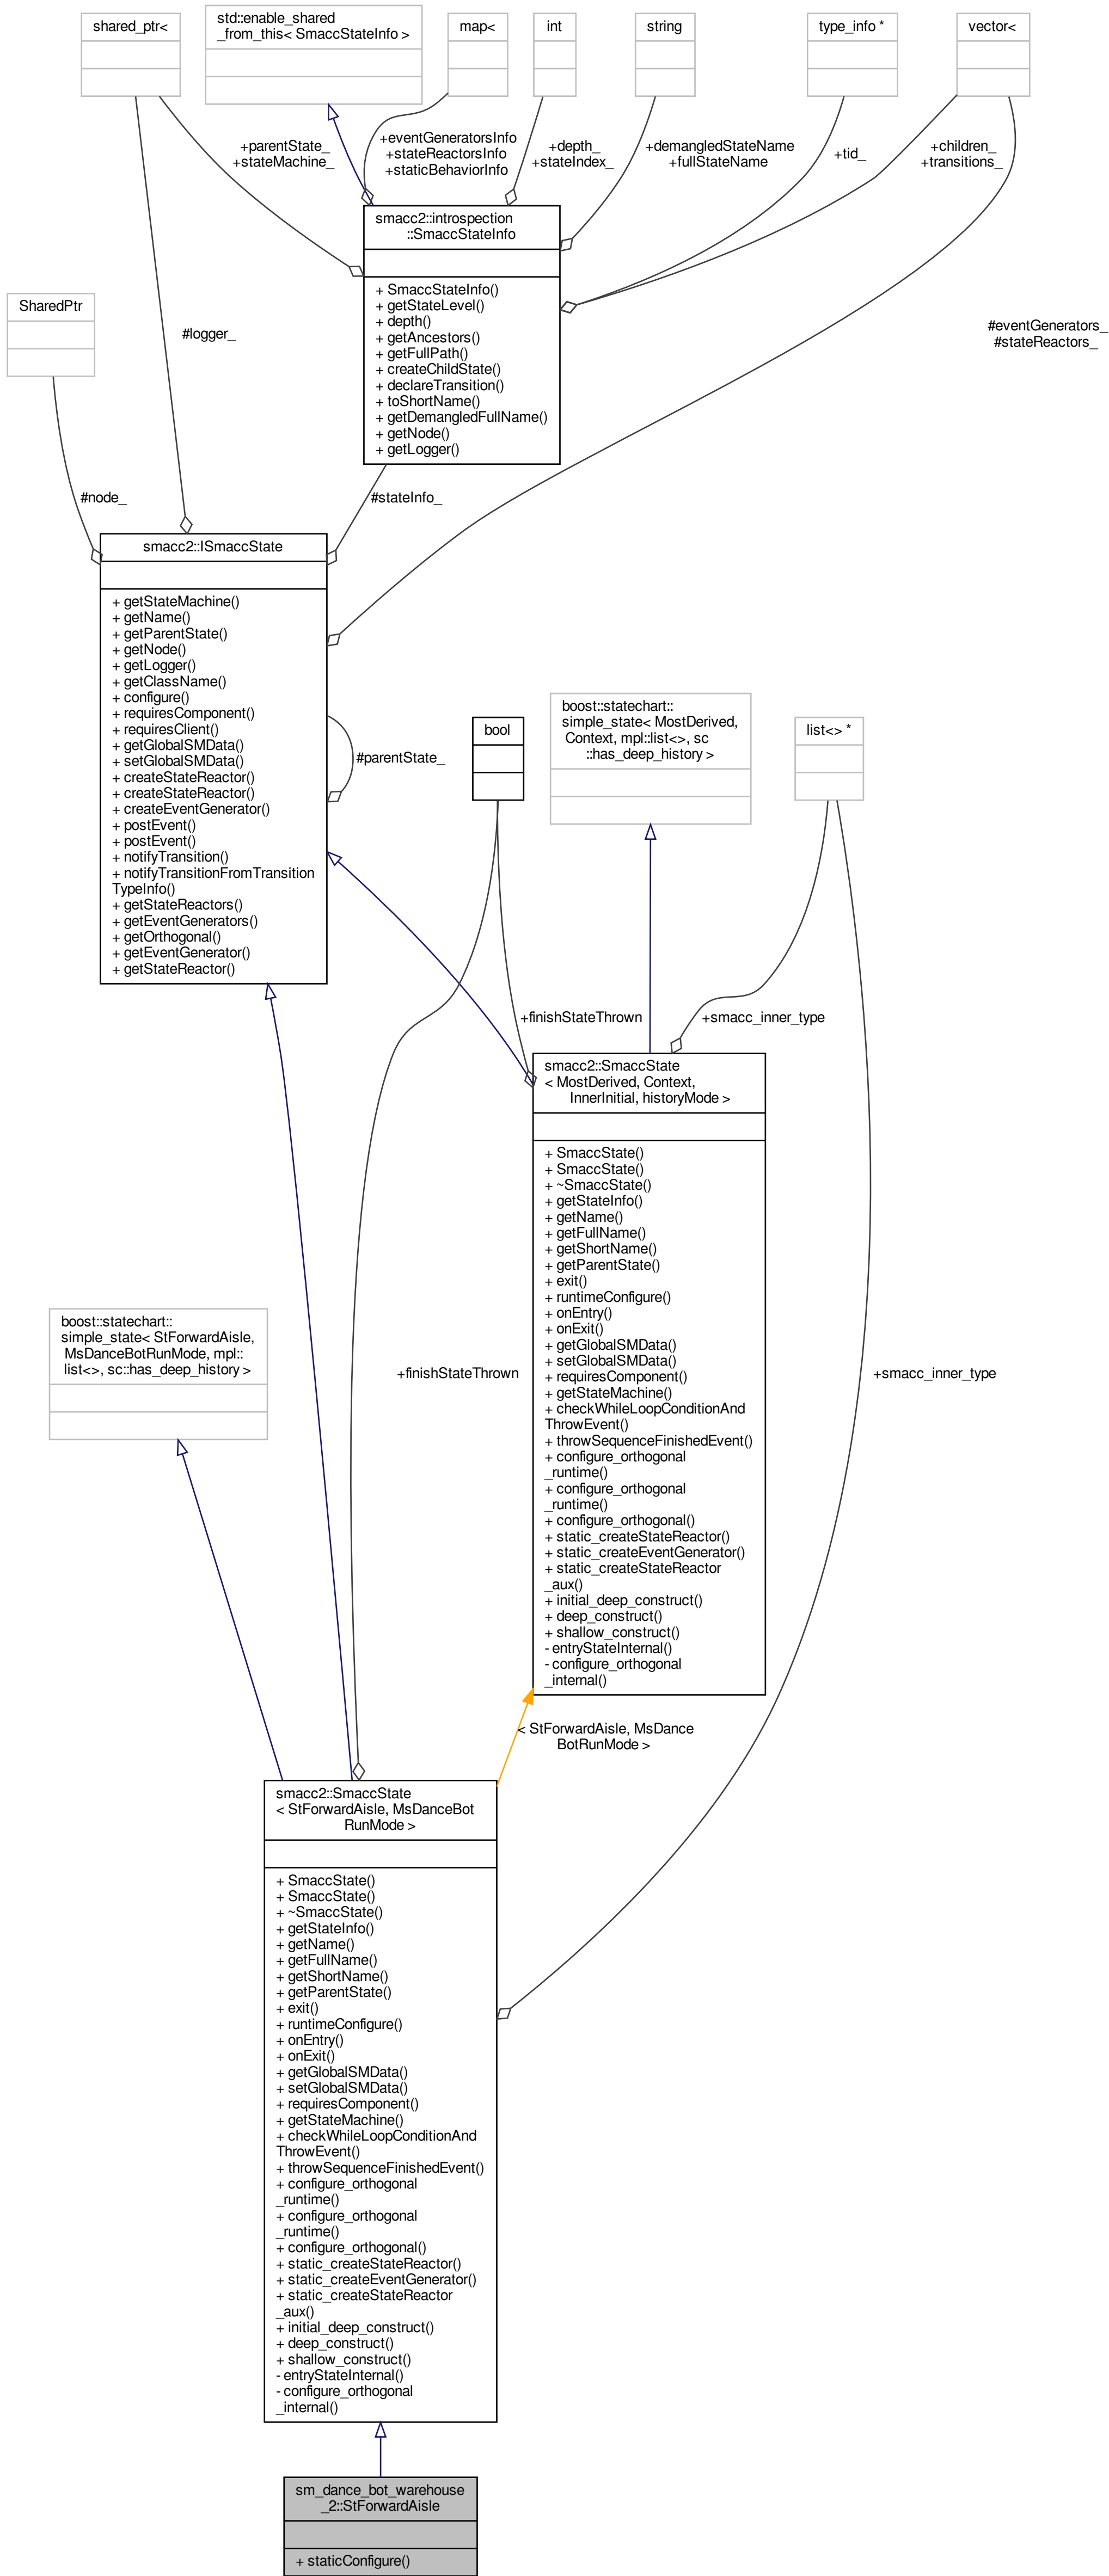 shared_ptr<
std::enable_shared
_from_this< SmaccStateInfo >
map<
int
string
type_info *
vector<
+parentState_
+stateMachine_
+eventGeneratorsInfo
+stateReactorsInfo
+staticBehaviorInfo
+depth_
+stateIndex_
+demangledStateName
+fullStateName
+tid_
+children_
+transitions_
smacc2::introspection
::SmaccStateInfo
+ SmaccStateInfo()
+ getStateLevel()
+ depth()
+ getAncestors()
+ getFullPath()
+ createChildState()
+ declareTransition()
+ toShortName()
+ getDemangledFullName()
+ getNode()
+ getLogger()
SharedPtr
#logger_
#eventGenerators_
#stateReactors_
#node_
#stateInfo_
smacc2::ISmaccState
+ getStateMachine()
+ getName()
+ getParentState()
+ getNode()
+ getLogger()
+ getClassName()
+ configure()
+ requiresComponent()
+ requiresClient()
+ getGlobalSMData()
+ setGlobalSMData()
+ createStateReactor()
+ createStateReactor()
+ createEventGenerator()
+ postEvent()
+ postEvent()
+ notifyTransition()
+ notifyTransitionFromTransition
TypeInfo()
+ getStateReactors()
+ getEventGenerators()
+ getOrthogonal()
+ getEventGenerator()
+ getStateReactor()
#parentState_
bool
boost::statechart::
simple_state< MostDerived,
Context, mpl::list<>, sc
::has_deep_history >
list<> *
+finishStateThrown
+smacc_inner_type
smacc2::SmaccState
< MostDerived, Context,
InnerInitial, historyMode >
+ SmaccState()
+ SmaccState()
+ ~SmaccState()
+ getStateInfo()
+ getName()
+ getFullName()
+ getShortName()
+ getParentState()
+ exit()
+ runtimeConfigure()
+ onEntry()
+ onExit()
+ getGlobalSMData()
+ setGlobalSMData()
+ requiresComponent()
+ getStateMachine()
+ checkWhileLoopConditionAnd
ThrowEvent()
+ throwSequenceFinishedEvent()
+ configure_orthogonal
_runtime()
+ configure_orthogonal
_runtime()
+ configure_orthogonal()
+ static_createStateReactor()
+ static_createEventGenerator()
+ static_createStateReactor
_aux()
+ initial_deep_construct()
+ deep_construct()
+ shallow_construct()
- entryStateInternal()
- configure_orthogonal
_internal()
boost::statechart::
simple_state< StForwardAisle,
MsDanceBotRunMode, mpl::
list<>, sc::has_deep_history >
+finishStateThrown
+smacc_inner_type
< StForwardAisle, MsDance
BotRunMode >
smacc2::SmaccState
< StForwardAisle, MsDanceBot
RunMode >
+ SmaccState()
+ SmaccState()
+ ~SmaccState()
+ getStateInfo()
+ getName()
+ getFullName()
+ getShortName()
+ getParentState()
+ exit()
+ runtimeConfigure()
+ onEntry()
+ onExit()
+ getGlobalSMData()
+ setGlobalSMData()
+ requiresComponent()
+ getStateMachine()
+ checkWhileLoopConditionAnd
ThrowEvent()
+ throwSequenceFinishedEvent()
+ configure_orthogonal
_runtime()
+ configure_orthogonal
_runtime()
+ configure_orthogonal()
+ static_createStateReactor()
+ static_createEventGenerator()
+ static_createStateReactor
_aux()
+ initial_deep_construct()
+ deep_construct()
+ shallow_construct()
- entryStateInternal()
- configure_orthogonal
_internal()
sm_dance_bot_warehouse
_2::StForwardAisle
+ staticConfigure()